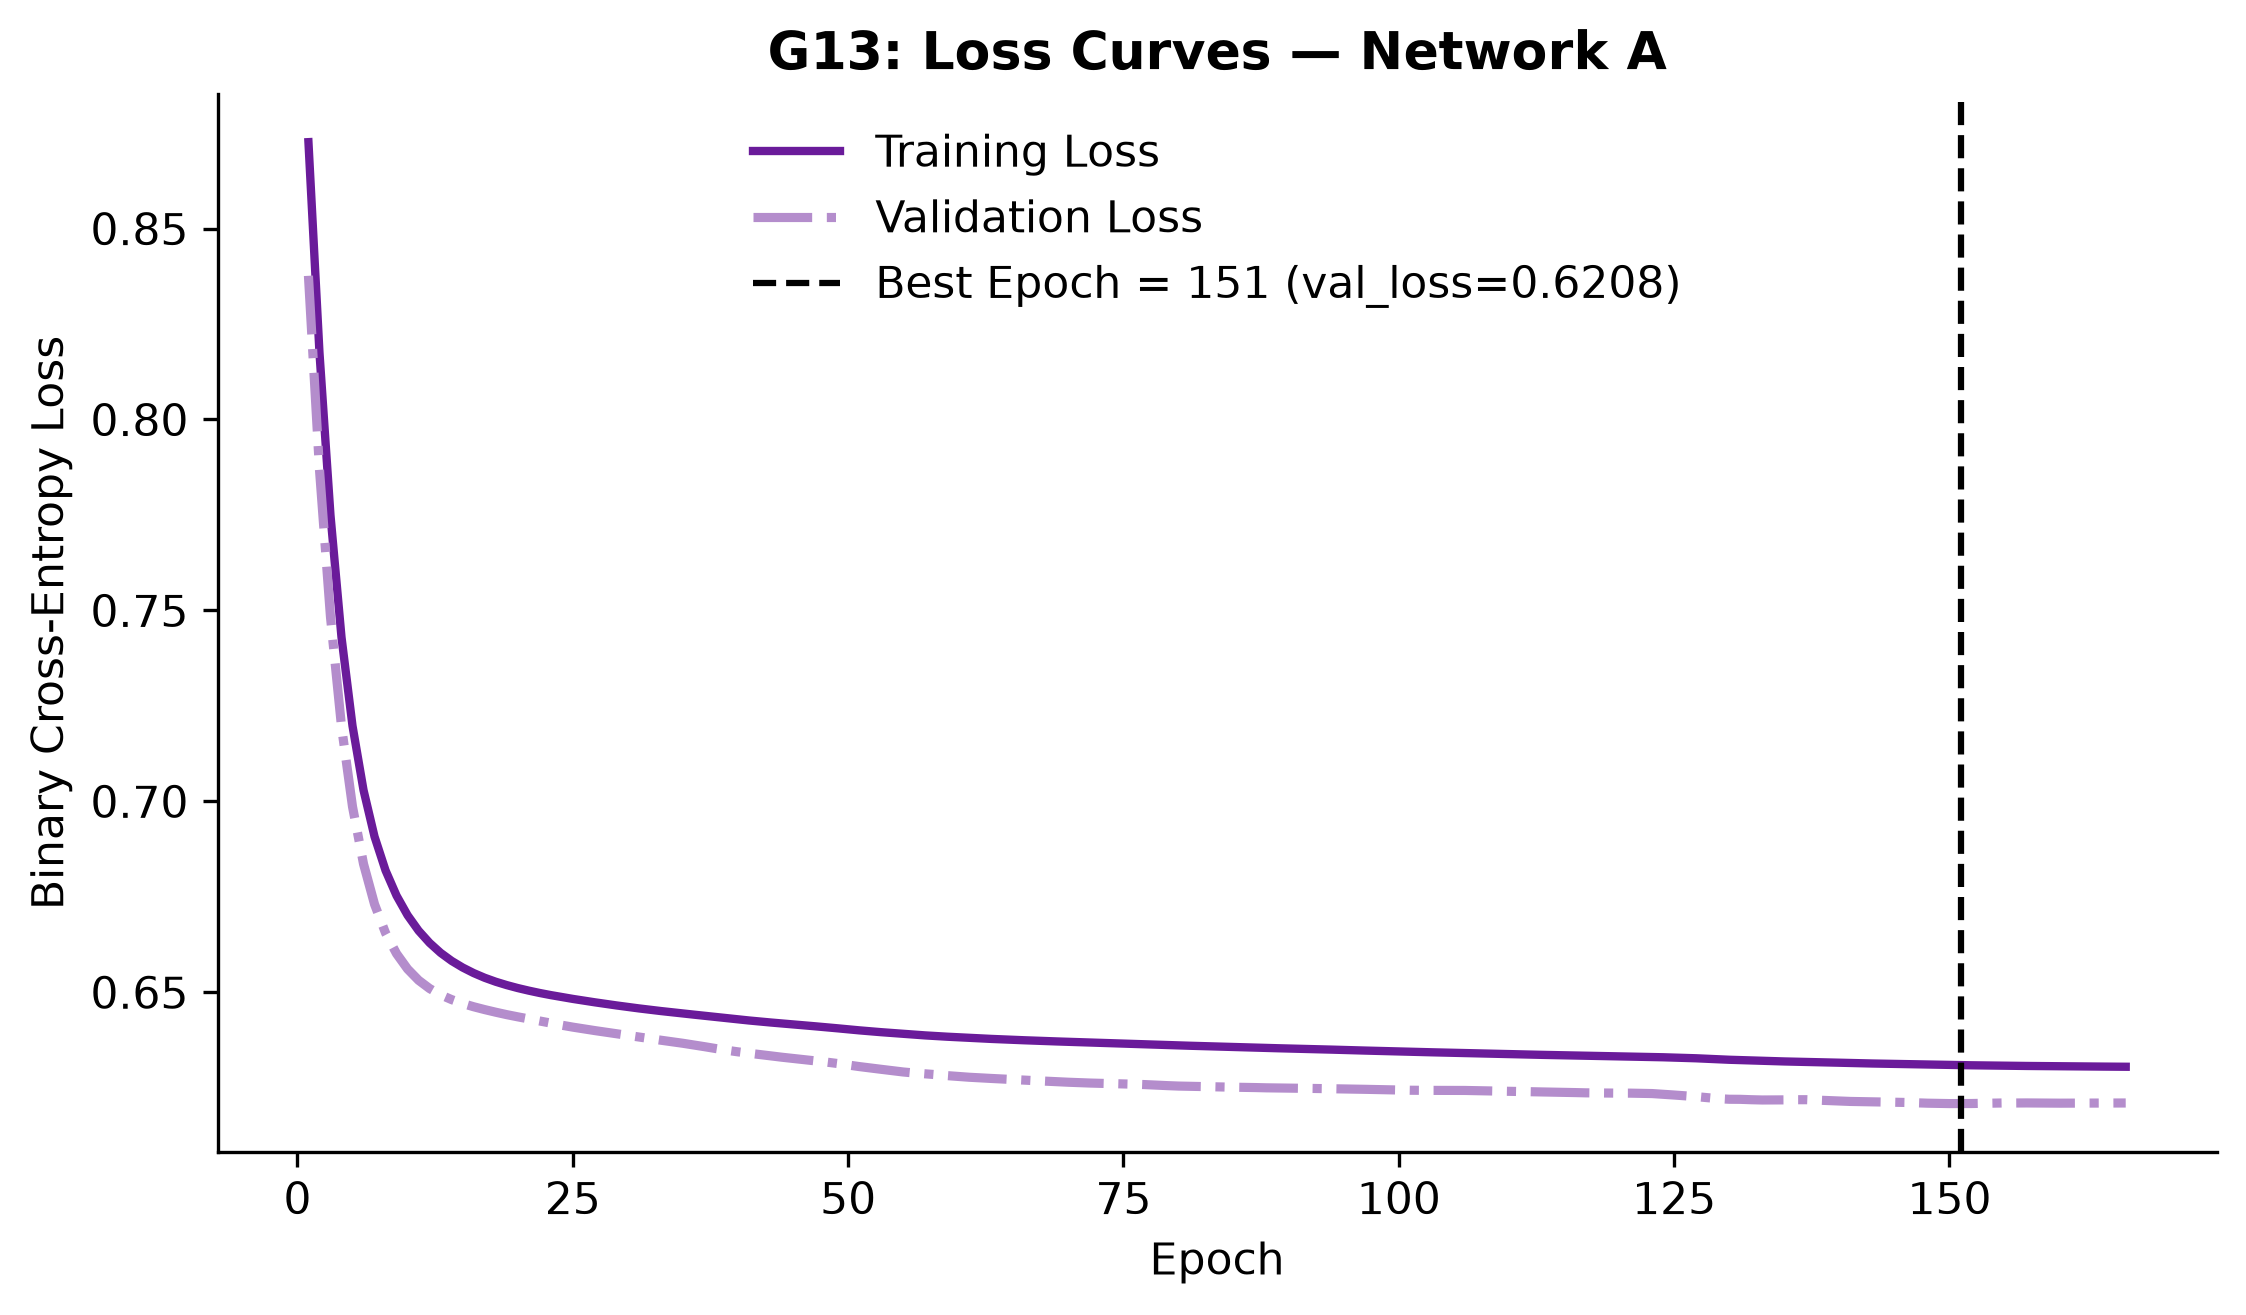 G13: Loss Curves — Network A
Training Loss
Validation Loss
Best Epoch = 151 (val_loss=0.6208)
Binary Cross-Entropy Loss
0.85
0.80
0.75
0.70
0.65
0 25 50 75 100 125 150
Epoch